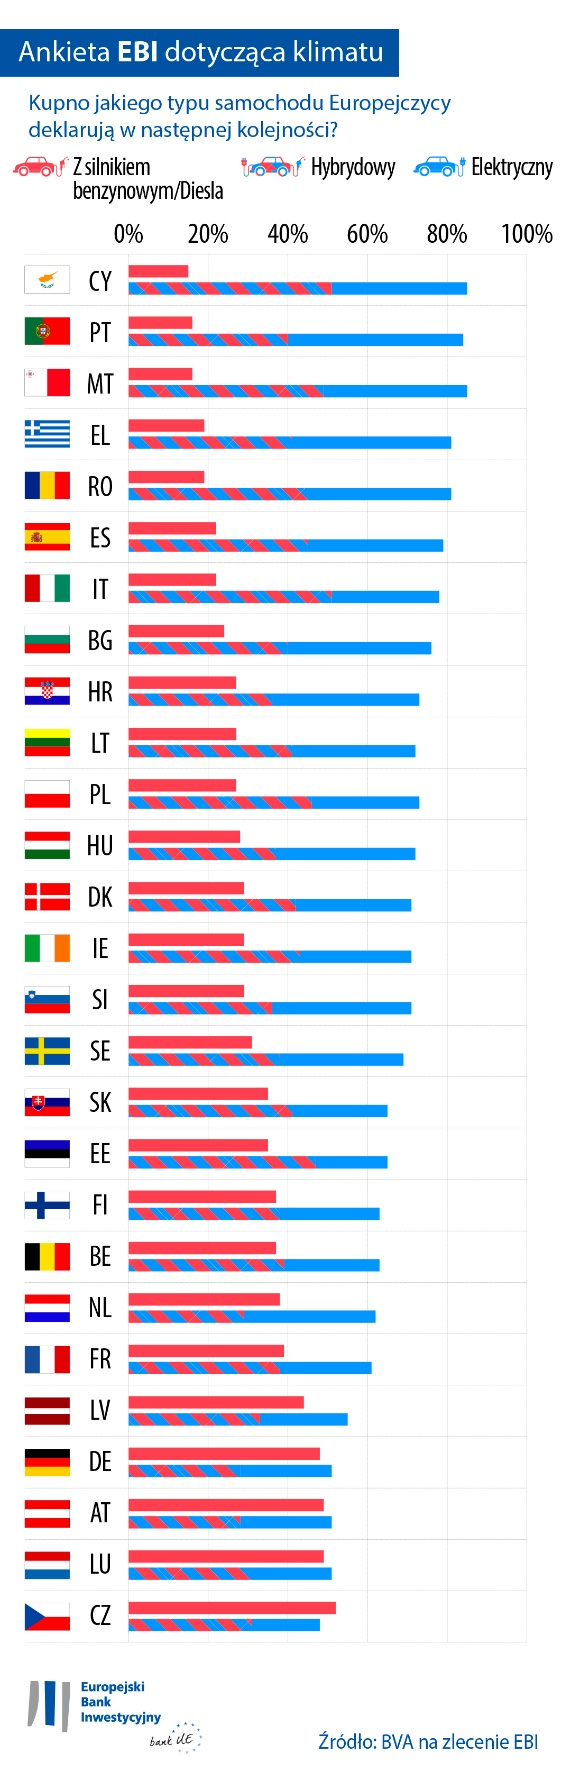 Ankieta EBI dotycząca klimatu
Kupno jakiego typu samochodu Europejczycy
deklarują w następnej kolejności?
Z silnikiem
benzynowym/Diesla
Hybrydowy
Elektryczny
0% 20% 40% 60% 80% 100%
CY
PT
MT
EL
RO
ES
IT
BG
HR
LT
PL
HU
DK
IE
SI
SE
SK
EE
FI
BE
NL
FR
LV
DE
AT
LU
CZ
Europejski
Bank
Inwestycyjny
bank UE
Źródło: BVA na zlecenie EBI